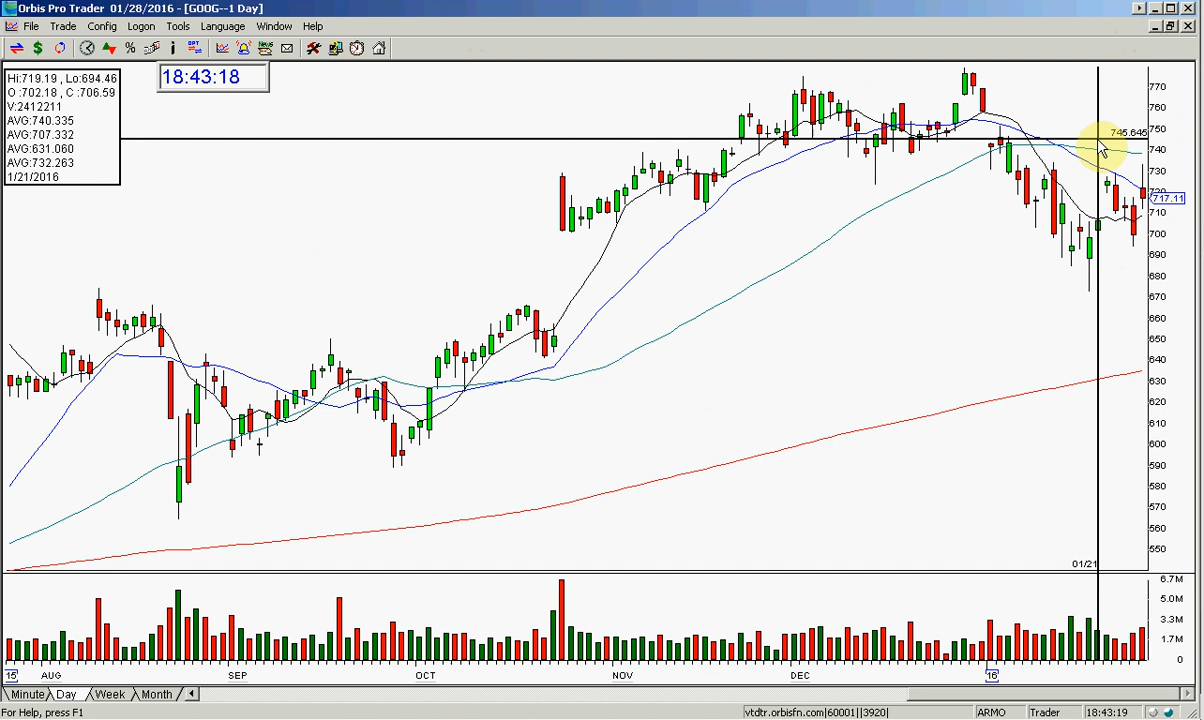 Orbis Pro Trader 01/28/2016 - [GOOG--1 Day]
File Trade Config Logon Tools Language Window Help
18:43:18
Hi:719.19 , Lo:694.46
O :702.18 , C :706.59
V:2412211
AVG:740.335
AVG:707.332
AVG:631.060
AVG:732.263
1/21/2016
770
760
750
745.645
740
730
720
717.11
710
700
690
680
670
660
650
640
630
620
610
600
590
580
570
560
550
01/21
6.7M
5.0M
3.3M
1.7M
0
15 AUG SEP OCT NOV DEC 16
Minute Day Week Month
For Help, press F1 vtdtr.orbisfn.com|60001||3920| ARMO Trader 18:43:19